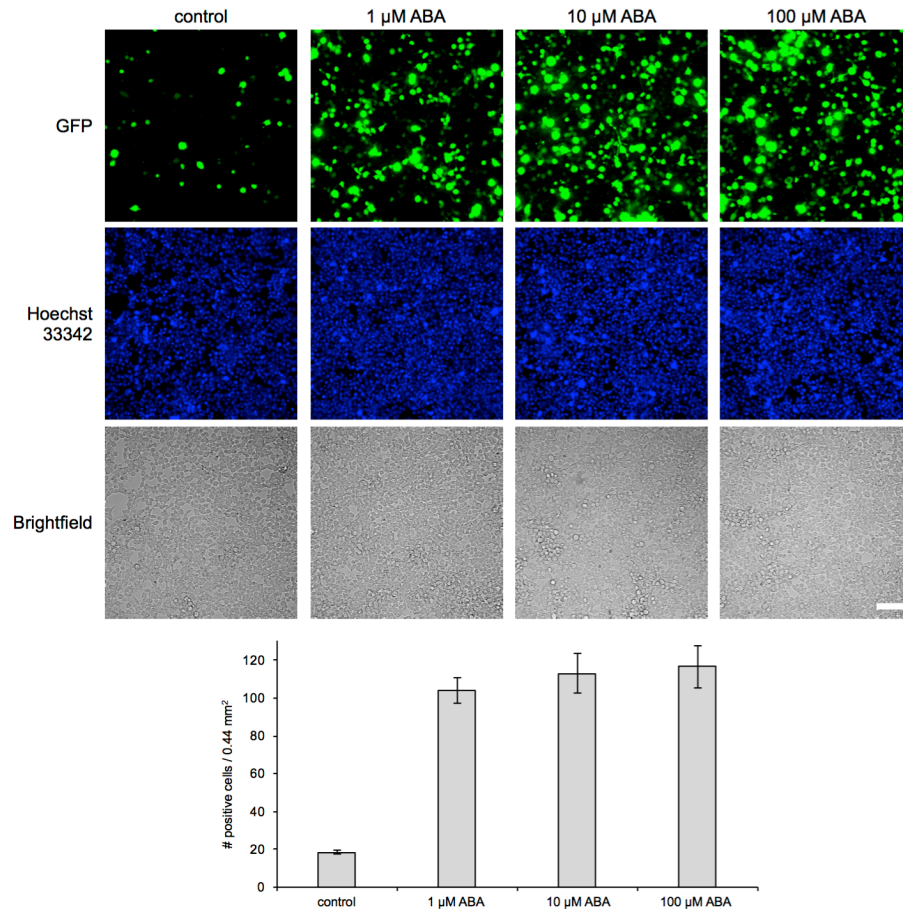 control 1 µM ABA 10 µM ABA 100 µM ABA
GFP
Hoechst
33342
Brightfield
# positive cells / 0.44 mm²
120
100
80
60
40
20
0
control 1 µM ABA 10 µM ABA 100 µM ABA